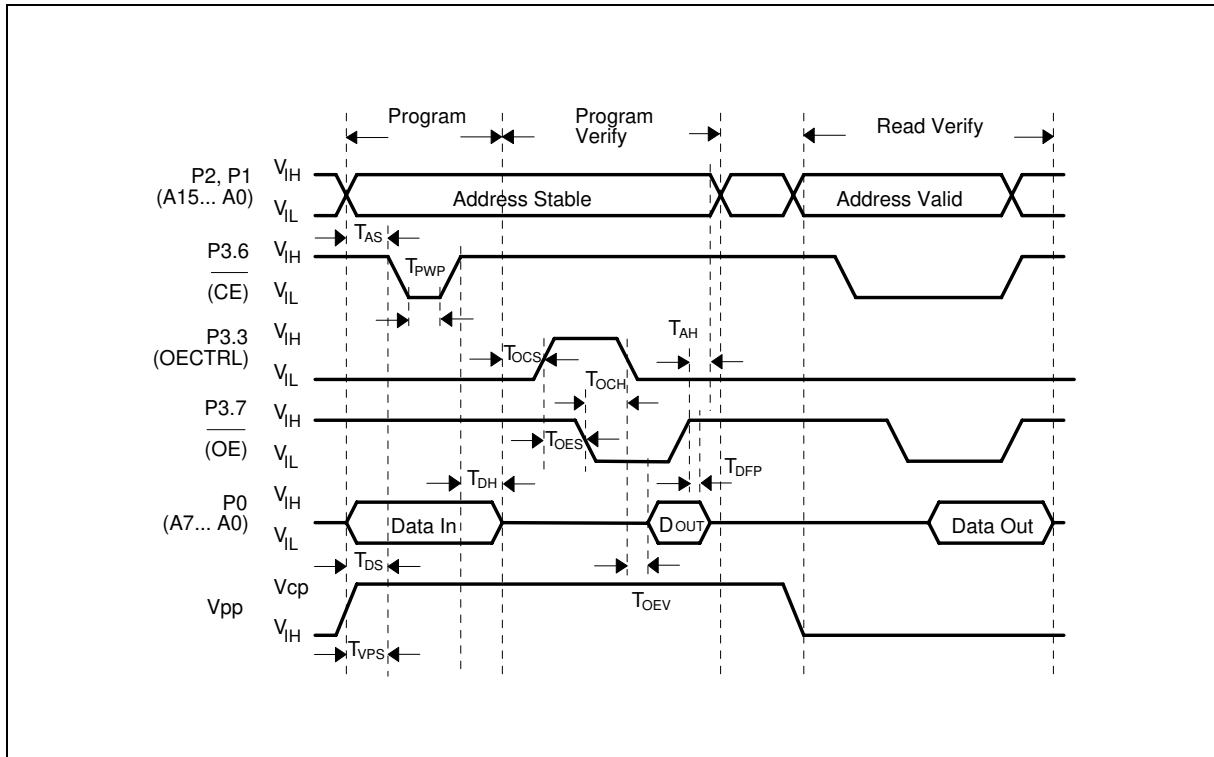 Program
Program
Verify
Read Verify
P2, P1
(A15... A0)
VIH
VIL
Address Stable
Address Valid
TAS
P3.6
(CE)
VIH
VIL
TPWP
P3.3
(OECTRL)
VIH
VIL
TOCS
TAH
TOCH
P3.7
(OE)
VIH
VIL
TOES
TDFP
TDH
P0
(A7... A0)
VIH
VIL
Data In
DOUT
Data Out
TDS
Vpp
Vcp
VIH
TOEV
TVPS